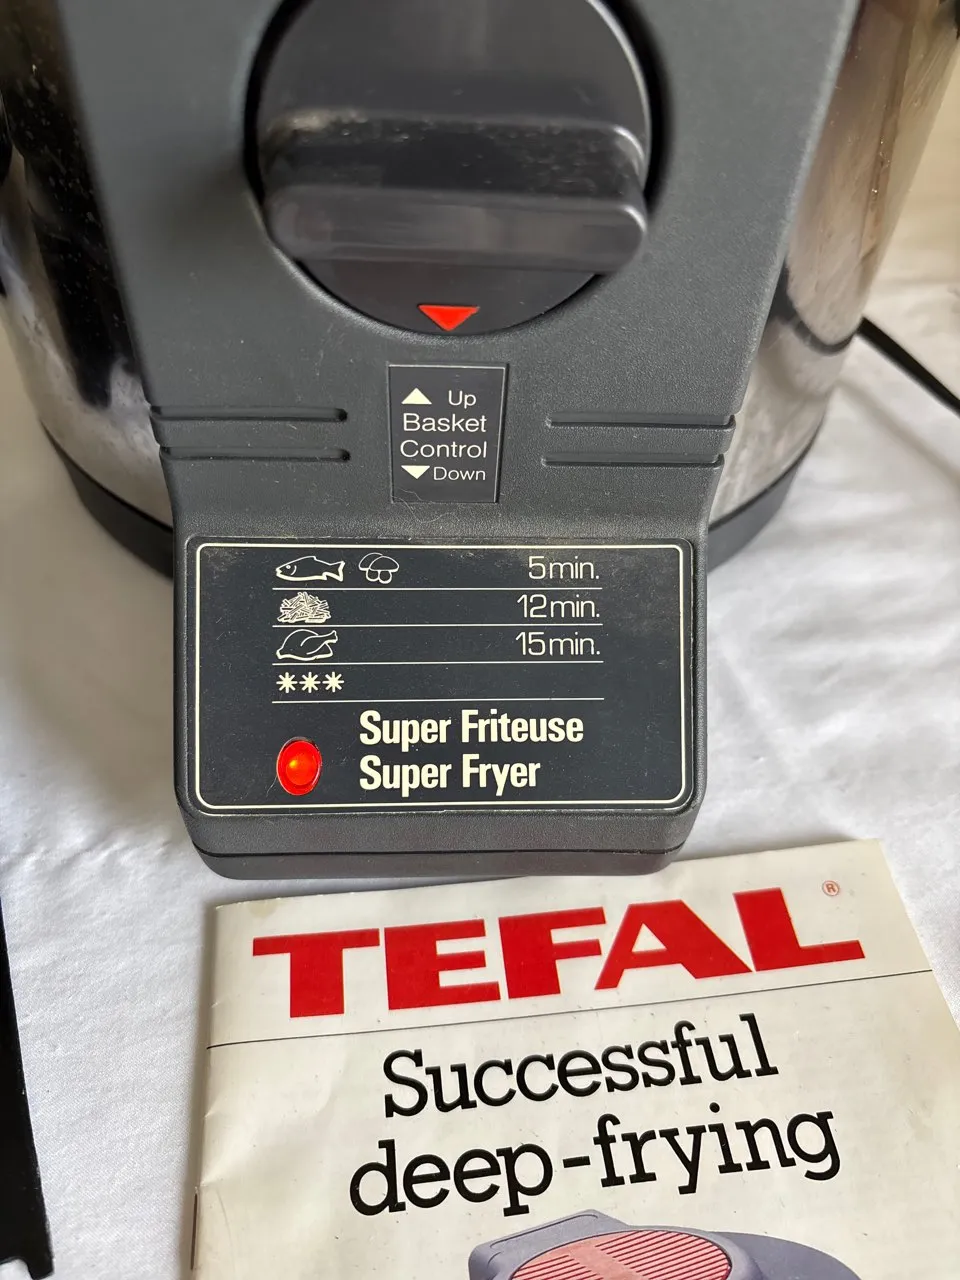 Up
Basket
Control
Down
5min.
12min.
15min.
Super Friteuse
Super Fryer
TEFAL®
Successful
deep-frying